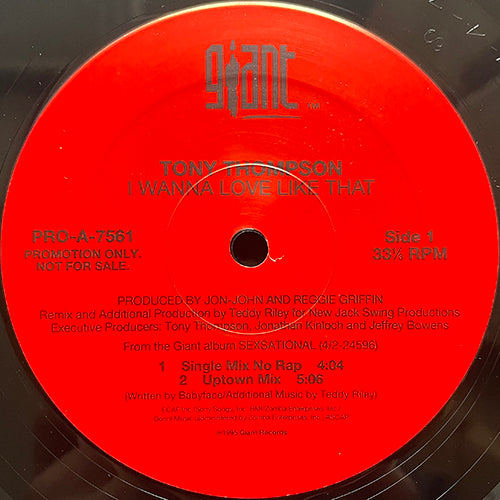 giant
TM
TONY THOMPSON
I WANNA LOVE LIKE THAT
PRO-A-7561
PROMOTION ONLY.
NOT FOR SALE.
Side 1
33⅓ RPM
PRODUCED BY JON-JOHN AND REGGIE GRIFFIN
Remix and Additional Production by Teddy Riley for New Jack Swing Productions
Executive Producers: Tony Thompson, Jonathan Kinloch and Jeffrey Bowens
From the Giant album SEXSATIONAL (4/2-24596)
1 Single Mix No Rap 4:04
2 Uptown Mix 5:06
(Written by Babyface/Additional Music by Teddy Riley)
℗1995 Giant Records